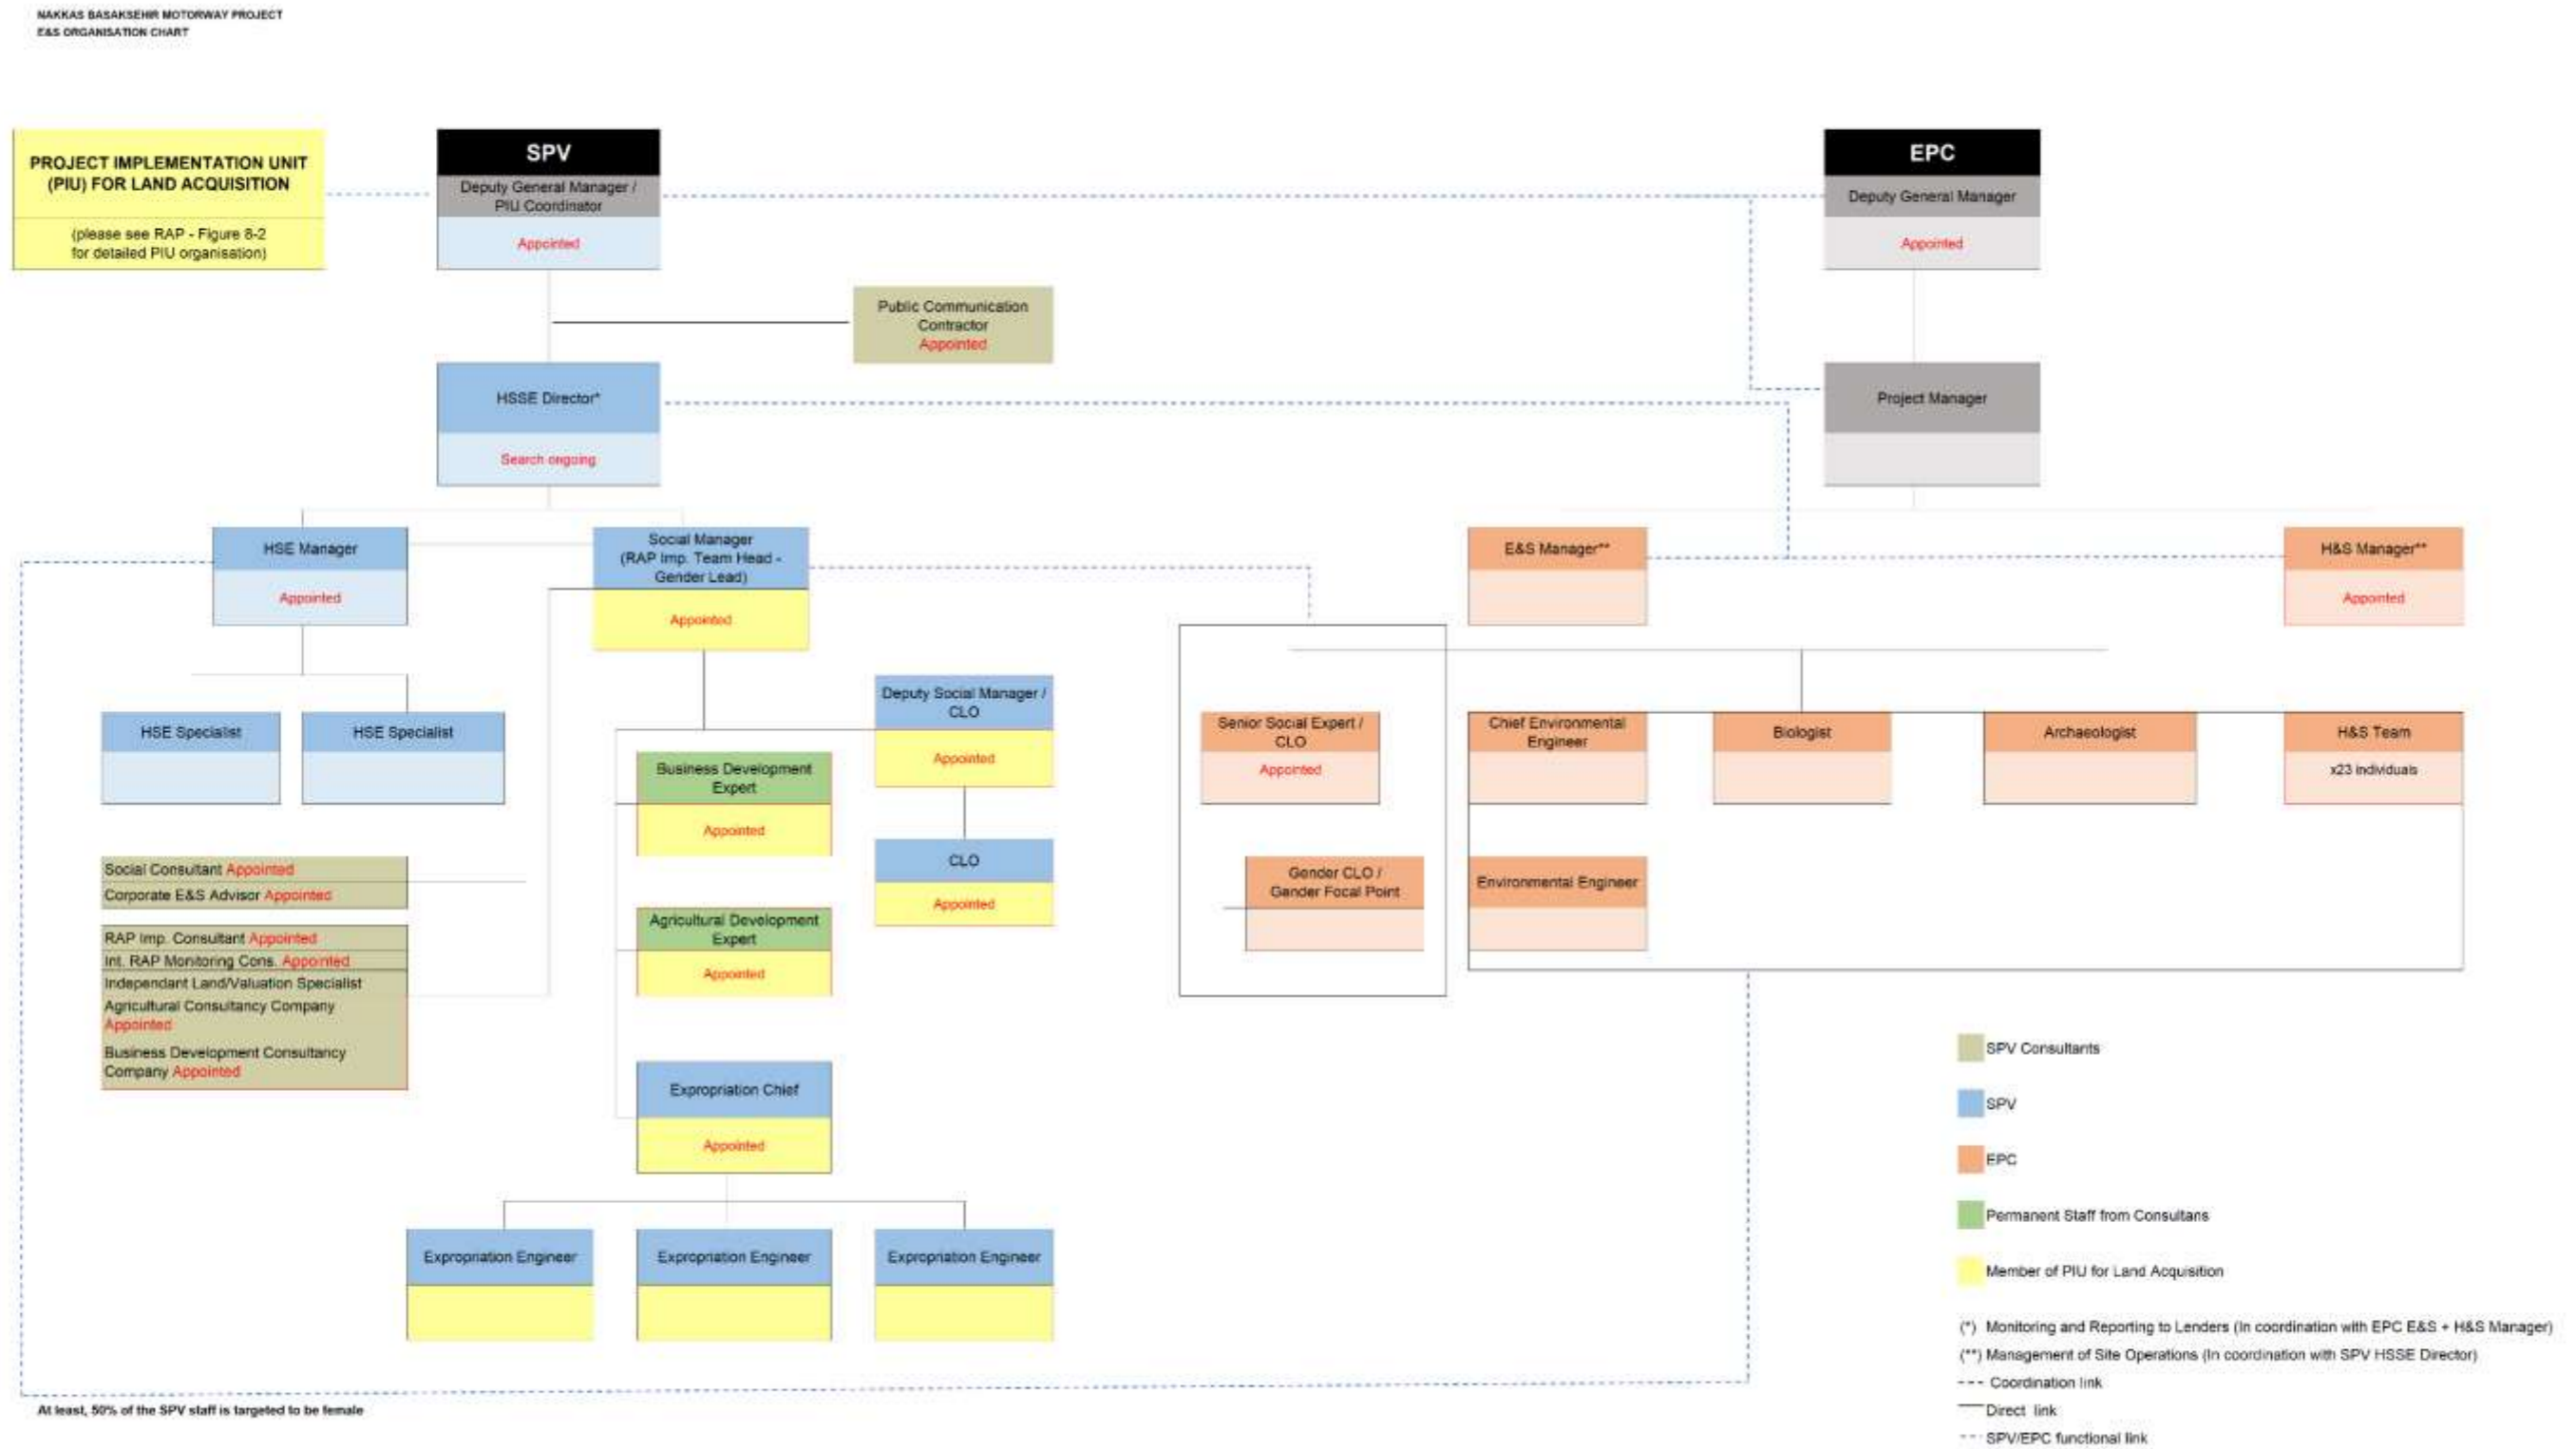 NAKKAS BASAKSEHIR MOTORWAY PROJECT
E&S ORGANISATION CHART
PROJECT IMPLEMENTATION UNIT
(PIU) FOR LAND ACQUISITION
(please see RAP - Figure 8-2
for detailed PIU organisation)
SPV
Deputy General Manager /
PIU Coordinator
Appointed
EPC
Deputy General Manager
Appointed
Public Communication
Contractor
Appointed
HSSE Director*
Search ongoing
Project Manager
HSE Manager
Appointed
Social Manager
(RAP Imp. Team Head -
Gender Lead)
Appointed
E&S Manager**
H&S Manager**
Appointed
HSE Specialist
HSE Specialist
Deputy Social Manager /
CLO
Appointed
Business Development
Expert
Appointed
CLO
Appointed
Agricultural Development
Expert
Appointed
Senior Social Expert /
CLO
Appointed
Gender CLO /
Gender Focal Point
Chief Environmental
Engineer
Biologist
Archaeologist
H&S Team
x23 individuals
Environmental Engineer
Social Consultant Appointed
Corporate E&S Advisor Appointed
RAP Imp. Consultant Appointed
Int. RAP Monitoring Cons. Appointed
Independant Land/Valuation Specialist
Agricultural Consultancy Company
Appointed
Business Development Consultancy
Company Appointed
Expropriation Chief
Appointed
Expropriation Engineer
Expropriation Engineer
Expropriation Engineer
SPV Consultants
SPV
EPC
Permanent Staff from Consultans
Member of PIU for Land Acquisition
(*) Monitoring and Reporting to Lenders (In coordination with EPC E&S + H&S Manager)
(**) Management of Site Operations (In coordination with SPV HSSE Director)
--- Coordination link
Direct link
--- SPV/EPC functional link
At least, 50% of the SPV staff is targeted to be female